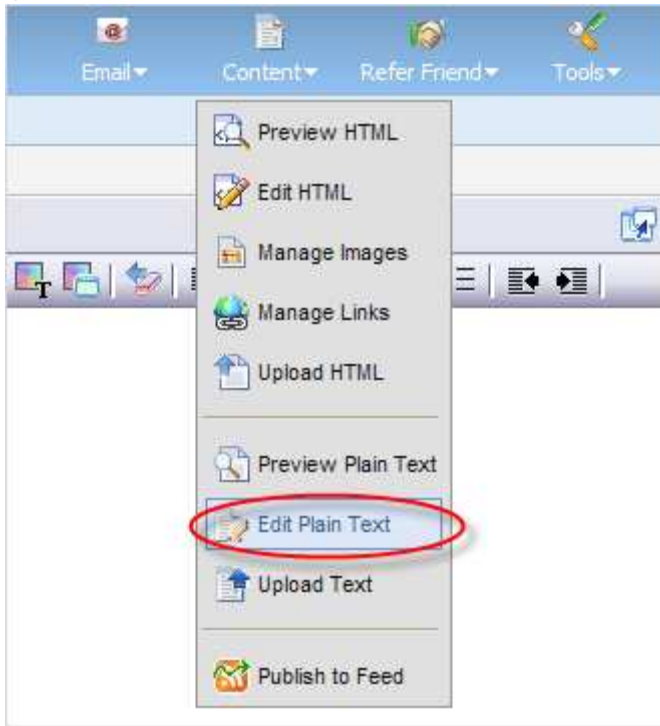 Email
Content
Refer Friend
Tools
Preview HTML
Edit HTML
Manage Images
Manage Links
Upload HTML
Preview Plain Text
Edit Plain Text
Upload Text
Publish to Feed